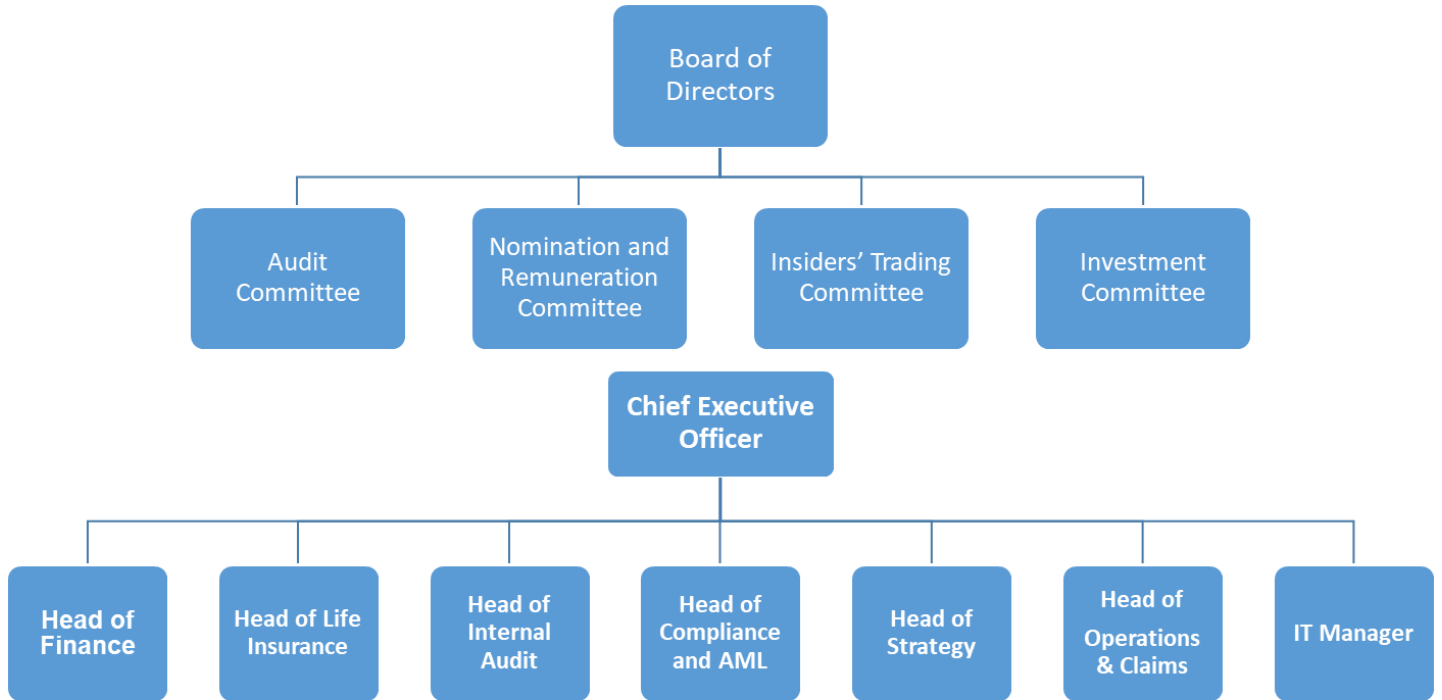 Board of
Directors
Audit
Committee
Nomination and
Remuneration
Committee
Insiders’ Trading
Committee
Investment
Committee
Chief Executive
Officer
Head of
Finance
Head of Life
Insurance
Head of
Internal
Audit
Head of
Compliance
and AML
Head of
Strategy
Head of
Operations
& Claims
IT Manager